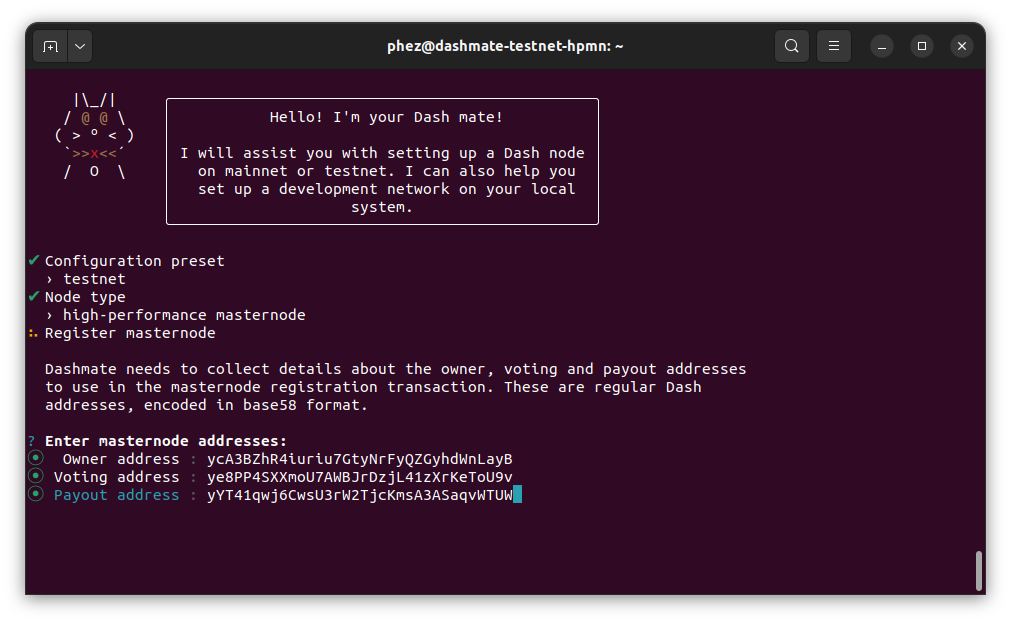 phez@dashmate-testnet-hpmn: ~
|\_/|
/ @ @ \
( > º < )
`>>x<<´
/  O  \
Hello! I'm your Dash mate!
I will assist you with setting up a Dash node
on mainnet or testnet. I can also help you
set up a development network on your local
system.
✔ Configuration preset
› testnet
✔ Node type
› high-performance masternode
Register masternode
Dashmate needs to collect details about the owner, voting and payout addresses
to use in the masternode registration transaction. These are regular Dash
addresses, encoded in base58 format.
? Enter masternode addresses:
Owner address : ycA3BZhR4iuriu7GtyNrFyQZGyhdWnLayB
Voting address : ye8PP4SXXmoU7AWBJrDzjL41zXrKeToU9v
Payout address : yYT41qwj6CwsU3rW2TjcKmsA3ASaqvWTUW